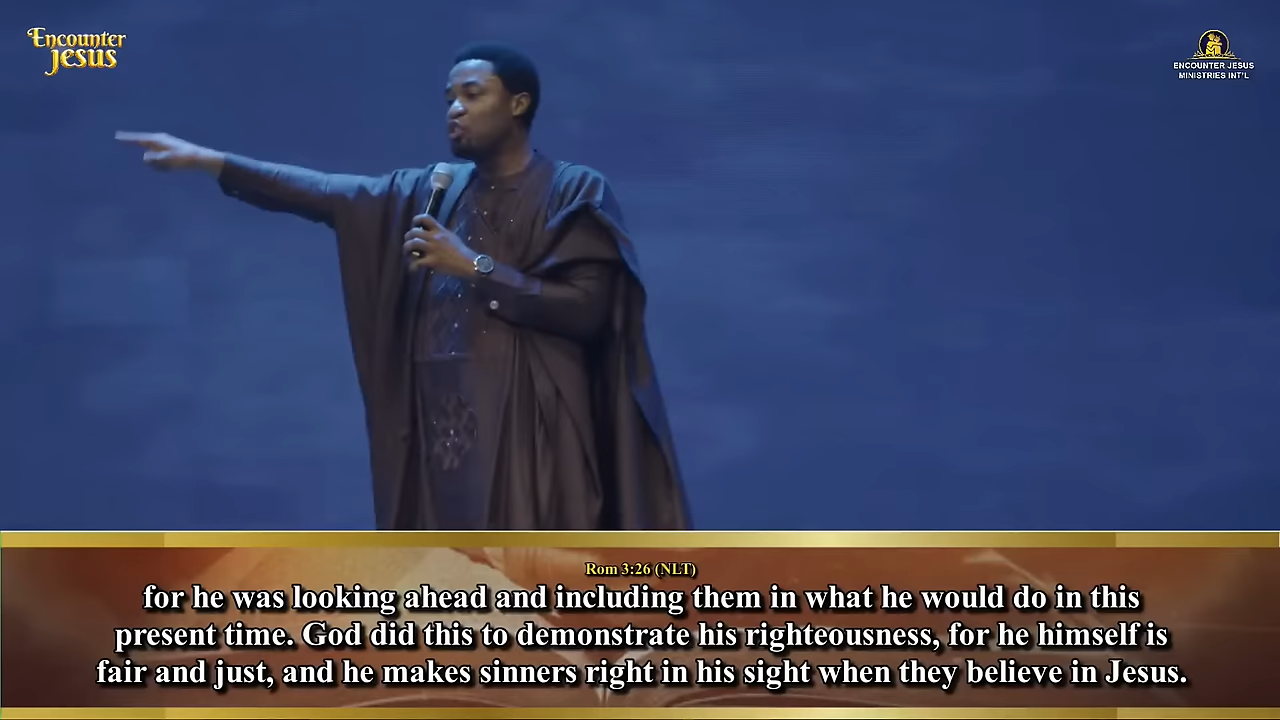 Encounter
Jesus
ENCOUNTER JESUS
MINISTRIES INT'L
Rom 3:26 (NLT)
for he was looking ahead and including them in what he would do in this
present time. God did this to demonstrate his righteousness, for he himself is
fair and just, and he makes sinners right in his sight when they believe in Jesus.